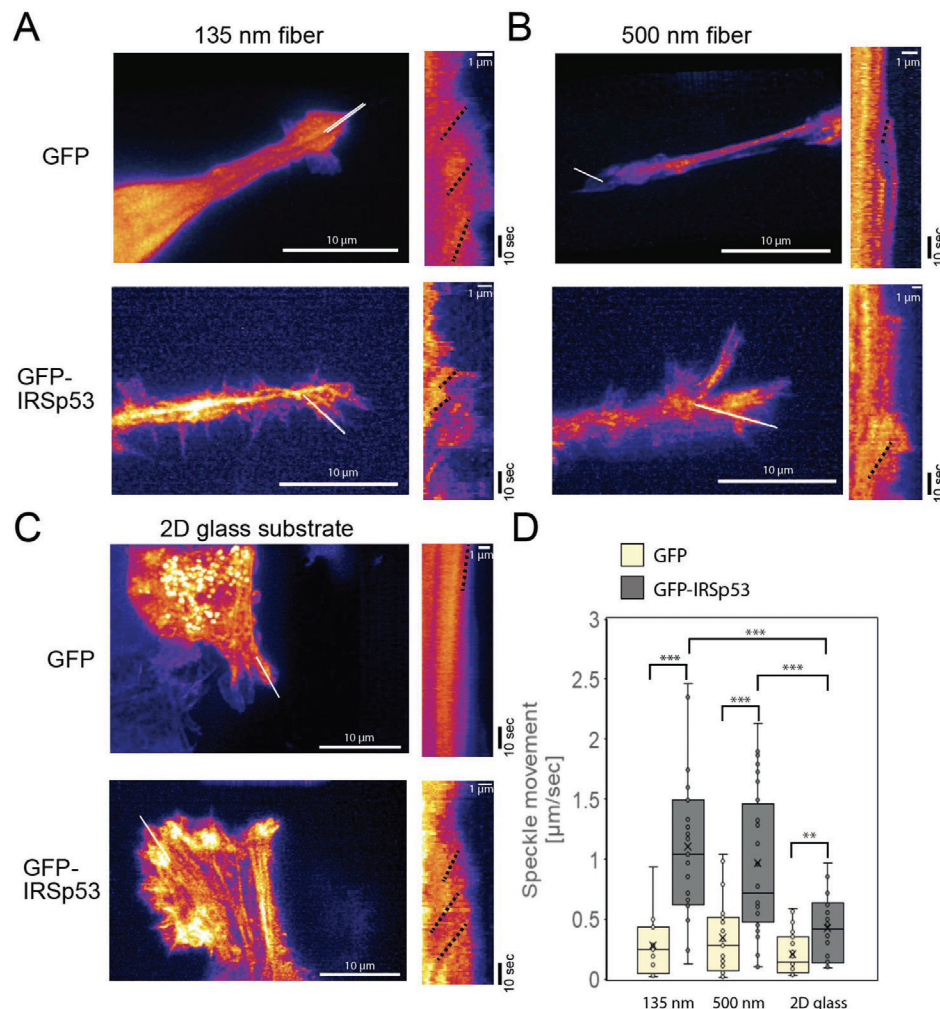 A
135 nm fiber
B
500 nm fiber
GFP
10 µm
1 µm
10 sec
10 µm
1 µm
10 sec
GFP-
IRSp53
10 µm
1 µm
10 sec
10 µm
1 µm
10 sec
C
2D glass substrate
D
GFP
10 µm
1 µm
10 sec
GFP-
IRSp53
10 µm
1 µm
10 sec
GFP
GFP-IRSp53
Speckle movement
[µm/sec]
3
2.5
2
1.5
1
0.5
0
***
***
***
***
**
135 nm
500 nm
2D glass